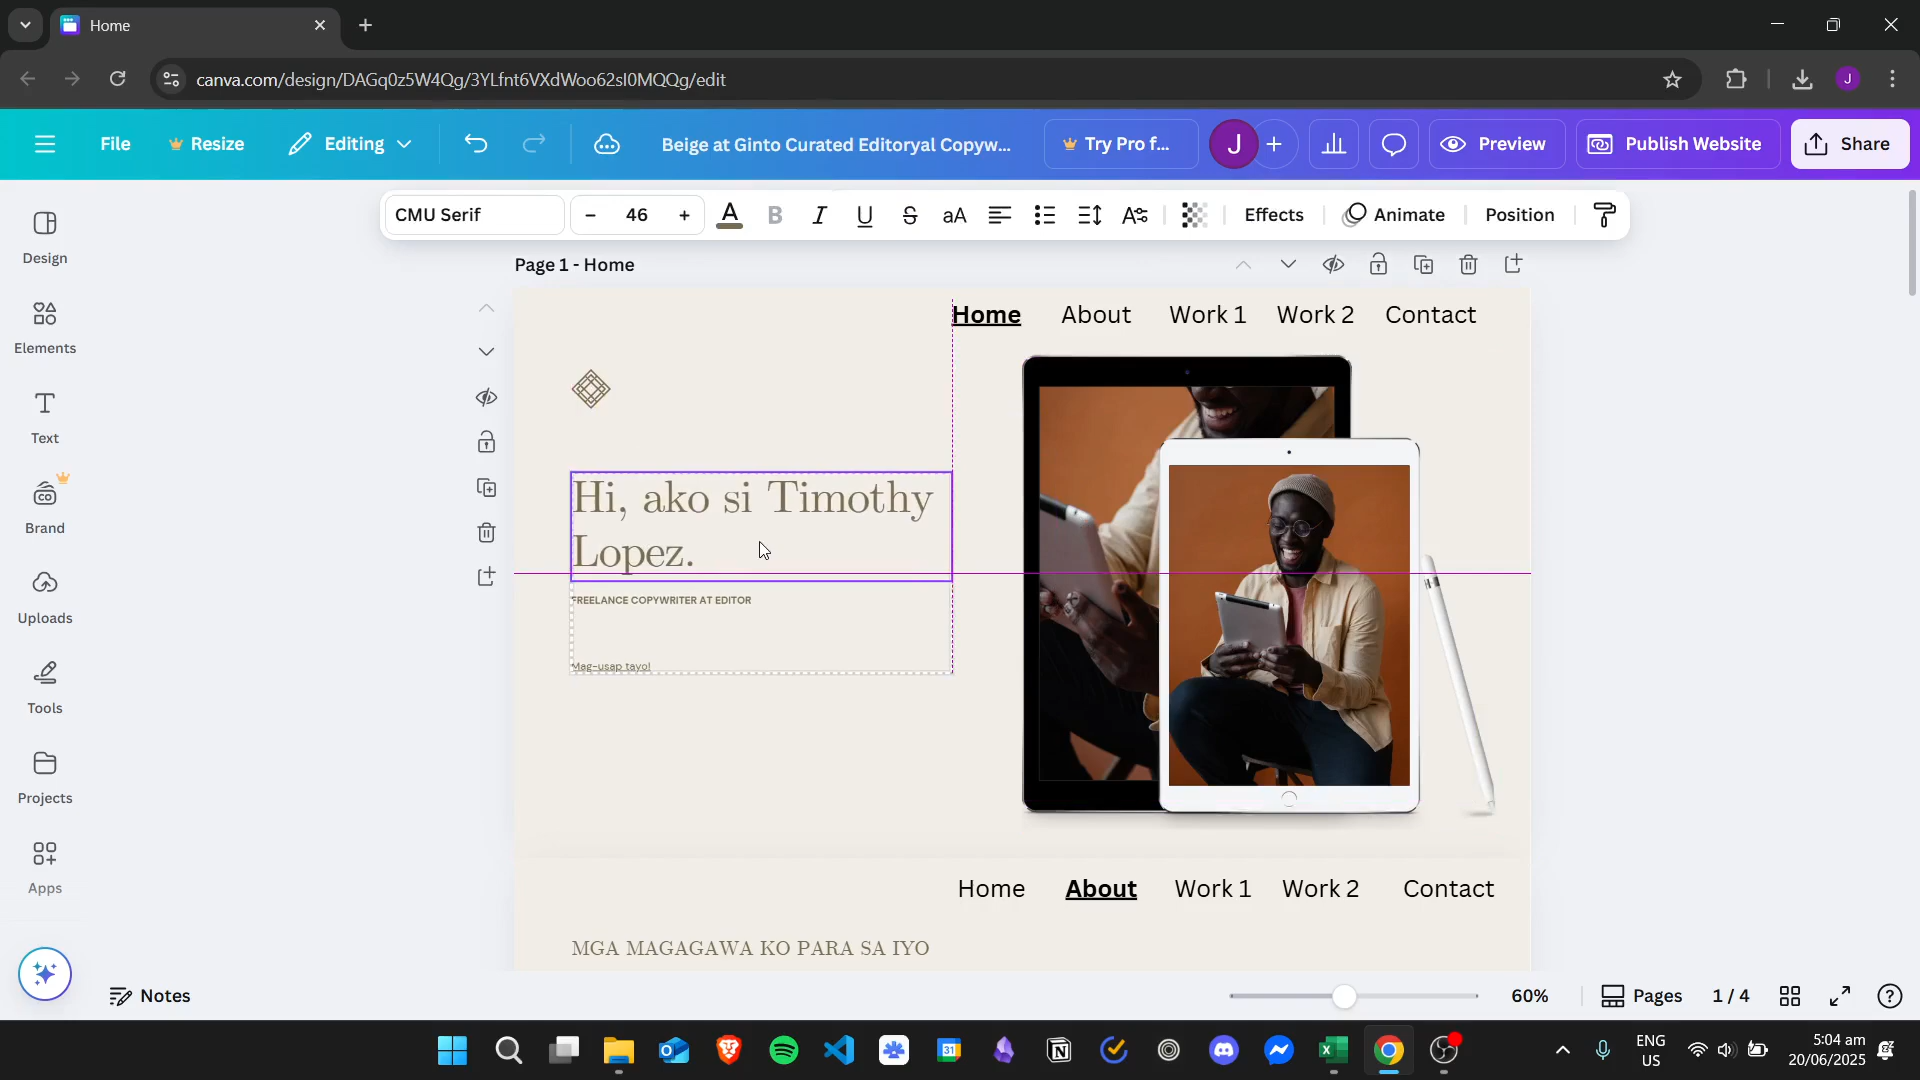 Home
canva.com/design/DAGq0z5W4Qg/3YLfnt6VXdWoo62sl0MQQg/edit
File
Resize
Editing
Beige at Ginto Curated Editoryal Copyw...
Try Pro f...
J
Preview
Publish Website
Share
CMU Serif
46
Effects
Animate
Position
Page 1 - Home
Design
Elements
Text
Brand
Uploads
Tools
Projects
Apps
Home About Work 1 Work 2 Contact
Hi, ako si Timothy
Lopez.
FREELANCE COPYWRITER AT EDITOR
Mag-usap tayo!
Home About Work 1 Work 2 Contact
MGA MAGAGAWA KO PARA SA IYO
Notes
60%
Pages
1 / 4
ENG
US
5:04 am
20/06/2025